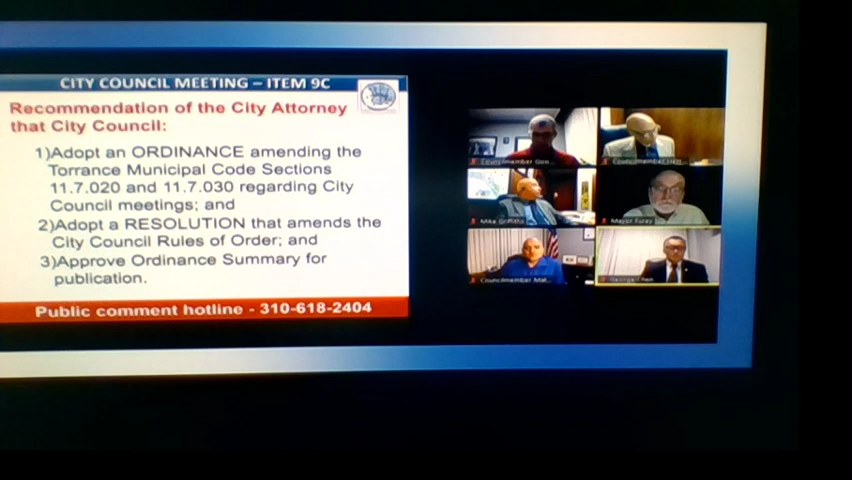 CITY COUNCIL MEETING – ITEM 9C
Recommendation of the City Attorney
that City Council:
1)Adopt an ORDINANCE amending the
Torrance Municipal Code Sections
11.7.020 and 11.7.030 regarding City
Council meetings; and
2)Adopt a RESOLUTION that amends the
City Council Rules of Order; and
3)Approve Ordinance Summary for
publication.
Public comment hotline - 310-618-2404
Councilmember
Councilmember
Mike Griffiths
Mayor Furey
Councilmember
George Chen